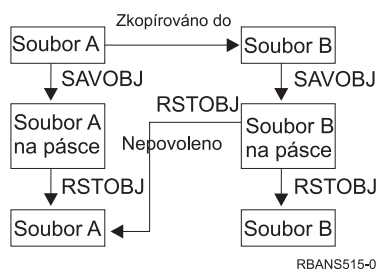 Zkopírováno do
Soubor A
Soubor B
SAVOBJ
SAVOBJ
RSTOBJ
Soubor A
na pásce
Nepovoleno
Soubor B
na pásce
RSTOBJ
RSTOBJ
Soubor A
Soubor B
RBANS515-0